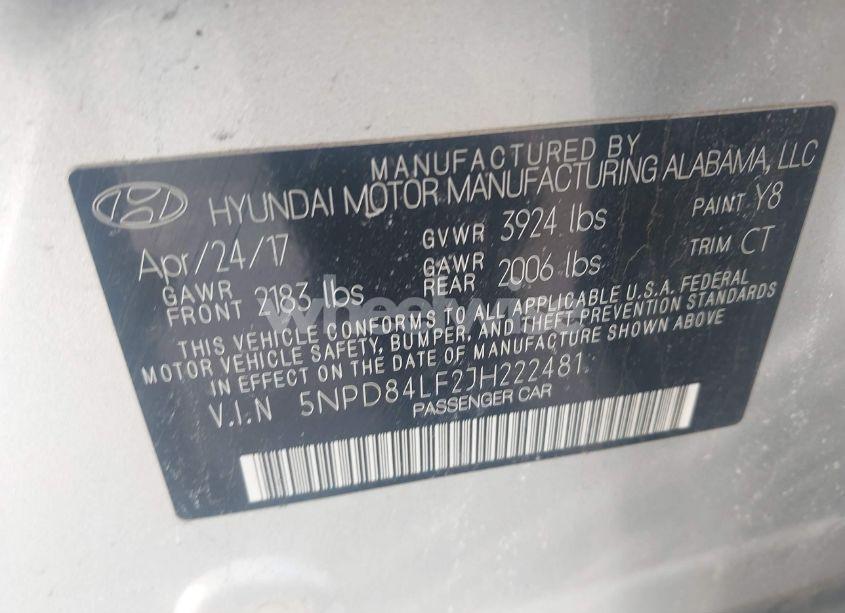 MANUFACTURED BY
HYUNDAI MOTOR MANUFACTURING ALABAMA, LLC
Apr/24/17 GVWR 3924 lbs PAINT Y8
GAWR FRONT 2183 lbs GAWR REAR 2006 lbs TRIM CT
THIS VEHICLE CONFORMS TO ALL APPLICABLE U.S.A. FEDERAL
MOTOR VEHICLE SAFETY, BUMPER, AND THEFT PREVENTION STANDARDS
IN EFFECT ON THE DATE OF MANUFACTURE SHOWN ABOVE
V.I.N 5NPD84LF2JH222481
PASSENGER CAR